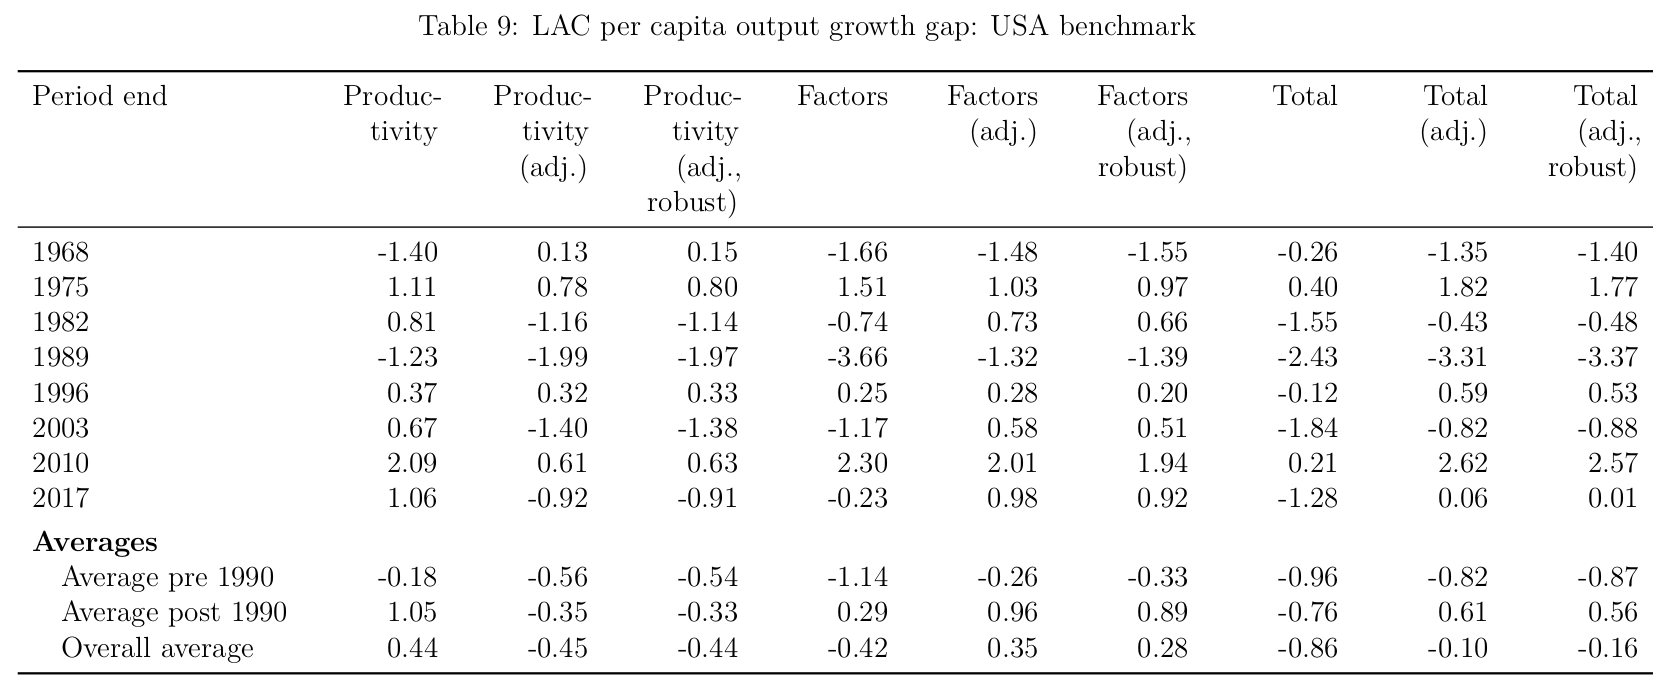 Table 9: LAC per capita output growth gap: USA benchmark
Period end Produc- Produc- Produc- Factors Factors Factors Total Total Total
tivity tivity tivity (adj.) (adj., (adj.) (adj.,
(adj.) (adj., robust) robust)
robust)
1968 -1.40 0.13 0.15 -1.66 -1.48 -1.55 -0.26 -1.35 -1.40
1975 1.11 0.78 0.80 1.51 1.03 0.97 0.40 1.82 1.77
1982 0.81 -1.16 -1.14 -0.74 0.73 0.66 -1.55 -0.43 -0.48
1989 -1.23 -1.99 -1.97 -3.66 -1.32 -1.39 -2.43 -3.31 -3.37
1996 0.37 0.32 0.33 0.25 0.28 0.20 -0.12 0.59 0.53
2003 0.67 -1.40 -1.38 -1.17 0.58 0.51 -1.84 -0.82 -0.88
2010 2.09 0.61 0.63 2.30 2.01 1.94 0.21 2.62 2.57
2017 1.06 -0.92 -0.91 -0.23 0.98 0.92 -1.28 0.06 0.01
Averages
Average pre 1990 -0.18 -0.56 -0.54 -1.14 -0.26 -0.33 -0.96 -0.82 -0.87
Average post 1990 1.05 -0.35 -0.33 0.29 0.96 0.89 -0.76 0.61 0.56
Overall average 0.44 -0.45 -0.44 -0.42 0.35 0.28 -0.86 -0.10 -0.16